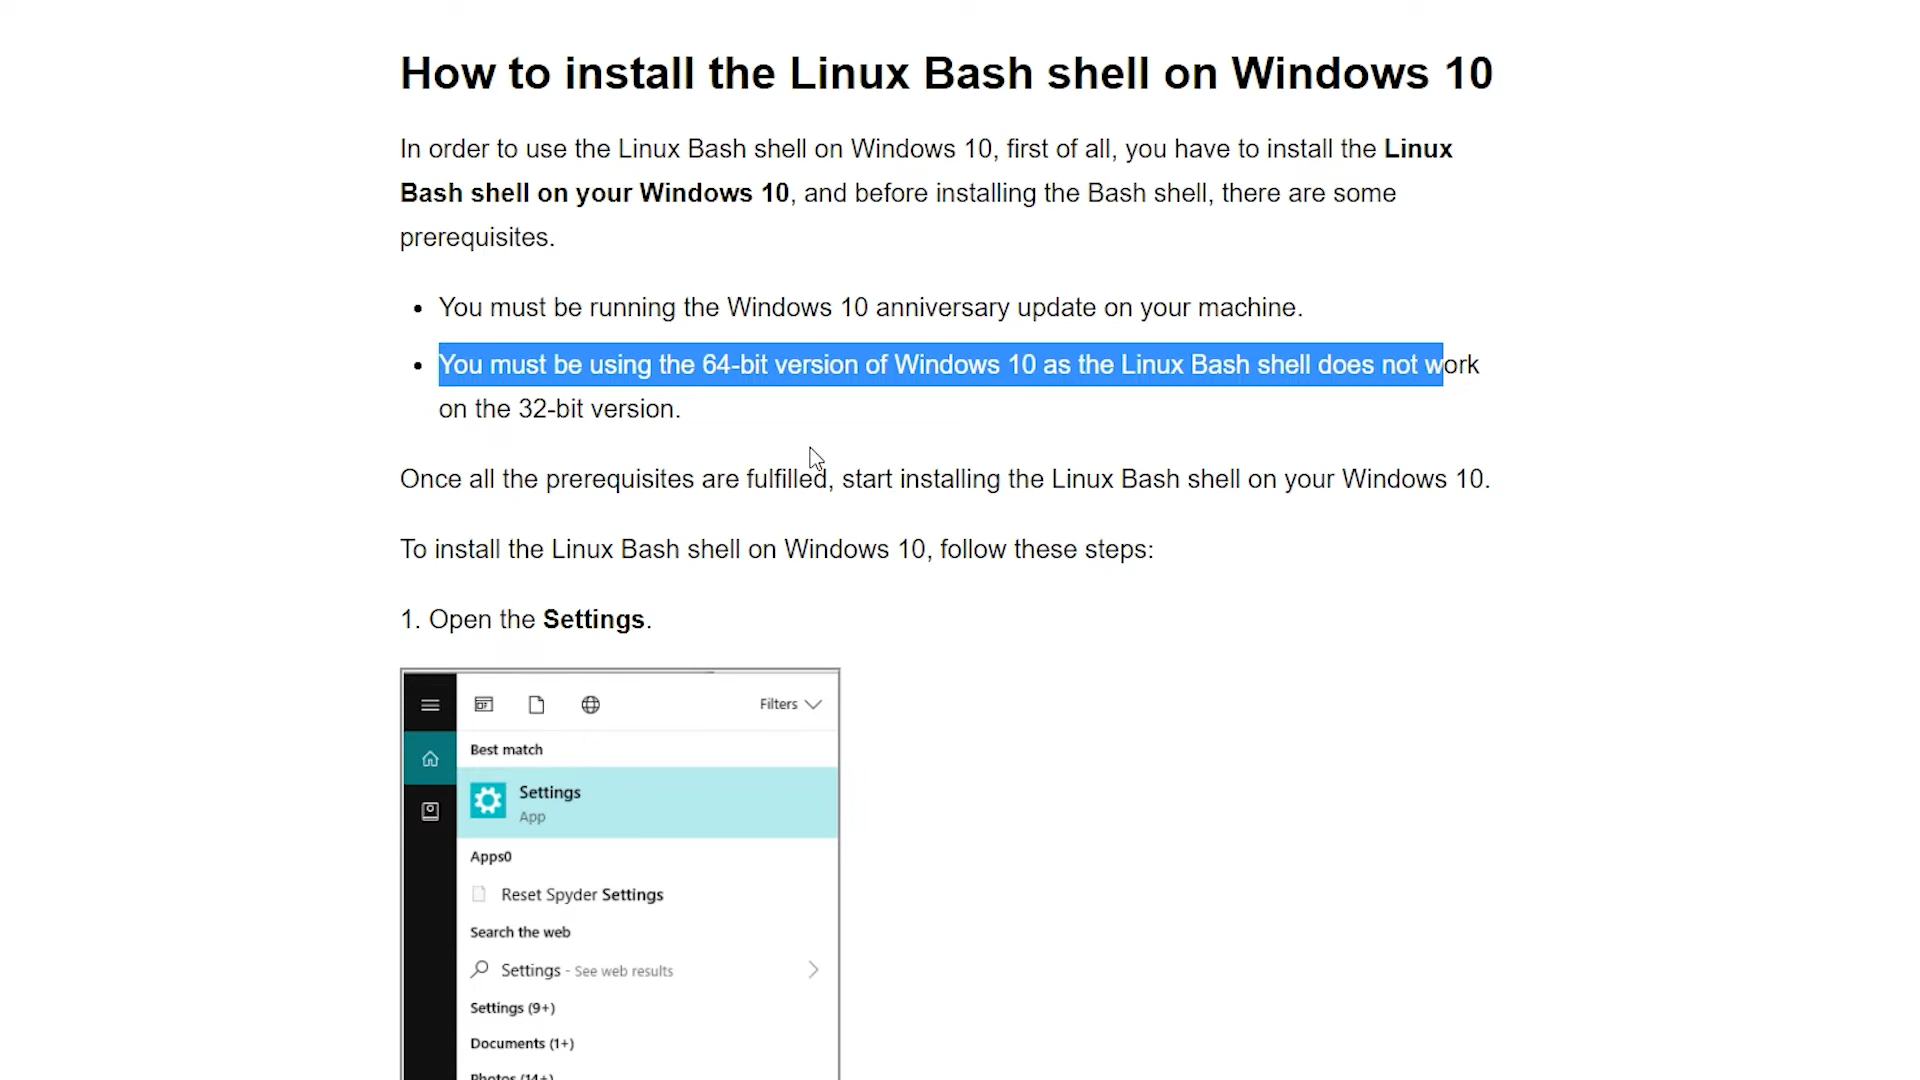 How to install the Linux Bash shell on Windows 10
In order to use the Linux Bash shell on Windows 10, first of all, you have to install the Linux
Bash shell on your Windows 10, and before installing the Bash shell, there are some
prerequisites.
You must be running the Windows 10 anniversary update on your machine.
You must be using the 64-bit version of Windows 10 as the Linux Bash shell does not work
on the 32-bit version.
Once all the prerequisites are fulfilled, start installing the Linux Bash shell on your Windows 10.
To install the Linux Bash shell on Windows 10, follow these steps:
1. Open the Settings.
Filters
Best match
Settings
App
Apps0
Reset Spyder Settings
Search the web
Settings - See web results
Settings (9+)
Documents (1+)
Photos (14+)